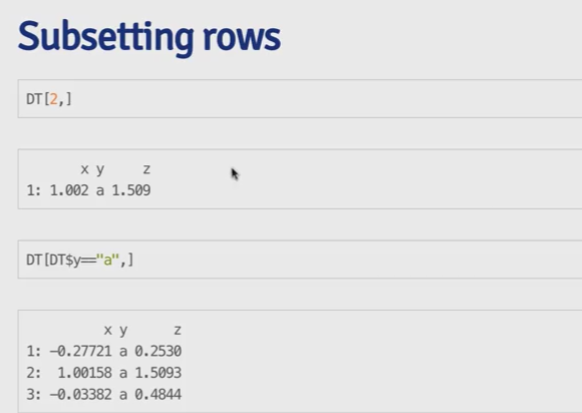 Subsetting rows
DT[2,]
x y z
1: 1.002 a 1.509
DT[DT$y=="a",]
x y z
1: -0.27721 a 0.2530
2: 1.00158 a 1.5093
3: -0.03382 a 0.4844